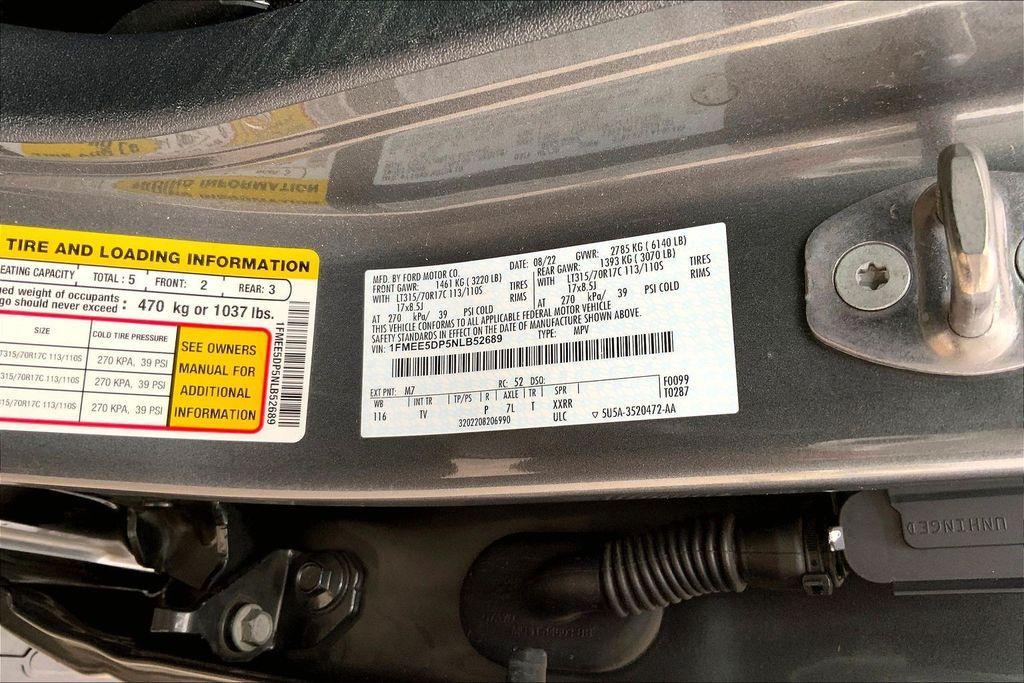 TIRE AND LOADING INFORMATION
EATING CAPACITY TOTAL : 5 FRONT: 2 REAR: 3
ned weight of occupants
go should never exceed : 470 kg or 1037 lbs.
SIZE COLD TIRE PRESSURE
T315/70R17C 113/110S 270 KPA, 39 PSI
315/70R17C 113/110S 270 KPA, 39 PSI
15/70R17C 113/110S 270 KPA, 39 PSI
SEE OWNERS
MANUAL FOR
ADDITIONAL
INFORMATION
1FMEE5DP5NLB52689
MFD. BY FORD MOTOR CO. DATE: 08/22 GVWR: 2785 KG ( 6140 LB)
FRONT GAWR: 1461 KG ( 3220 LB) REAR GAWR: 1393 KG ( 3070 LB)
WITH LT315/70R17C 113/110S TIRES WITH LT315/70R17C 113/110S TIRES
17x8.5J RIMS 17x8.5J RIMS
AT 270 kPa/ 39 PSI COLD AT 270 kPa/ 39 PSI COLD
THIS VEHICLE CONFORMS TO ALL APPLICABLE FEDERAL MOTOR VEHICLE
SAFETY STANDARDS IN EFFECT ON THE DATE OF MANUFACTURE SHOWN ABOVE.
VIN: 1FMEE5DP5NLB52689 TYPE: MPV
EXT PNT: M7 RC: 52 DSO: F0099
WB INT TR TP/PS R AXLE TR SPR T0287
116 TV P 7L T XXRR
3202208206990 ULC ▽ 5U5A-3520472-AA
UNHINGED